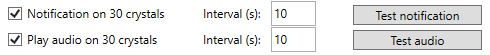 Notification on 30 crystals Interval (s): 10 Test notification
Play audio on 30 crystals Interval (s): 10 Test audio